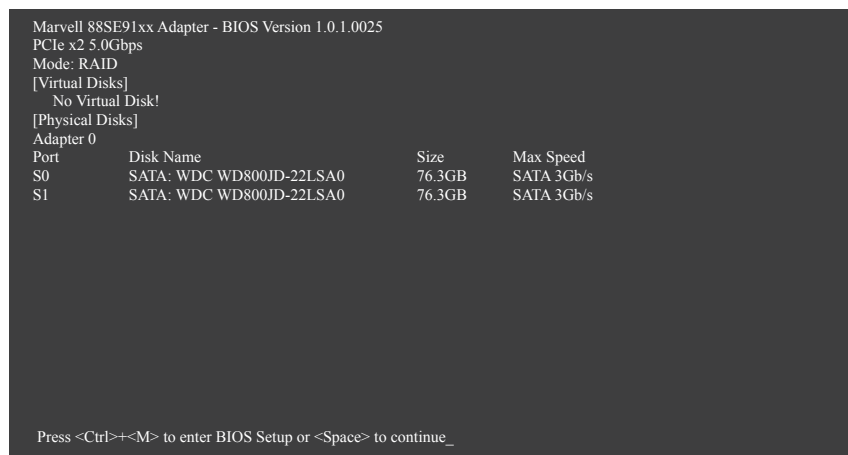 Marvell 88SE91xx Adapter - BIOS Version 1.0.1.0025
PCIe x2 5.0Gbps
Mode: RAID
[Virtual Disks]
No Virtual Disk!
[Physical Disks]
Adapter 0
Port Disk Name Size Max Speed
S0 SATA: WDC WD800JD-22LSA0 76.3GB SATA 3Gb/s
S1 SATA: WDC WD800JD-22LSA0 76.3GB SATA 3Gb/s
Press <Ctrl>+<M> to enter BIOS Setup or <Space> to continue_